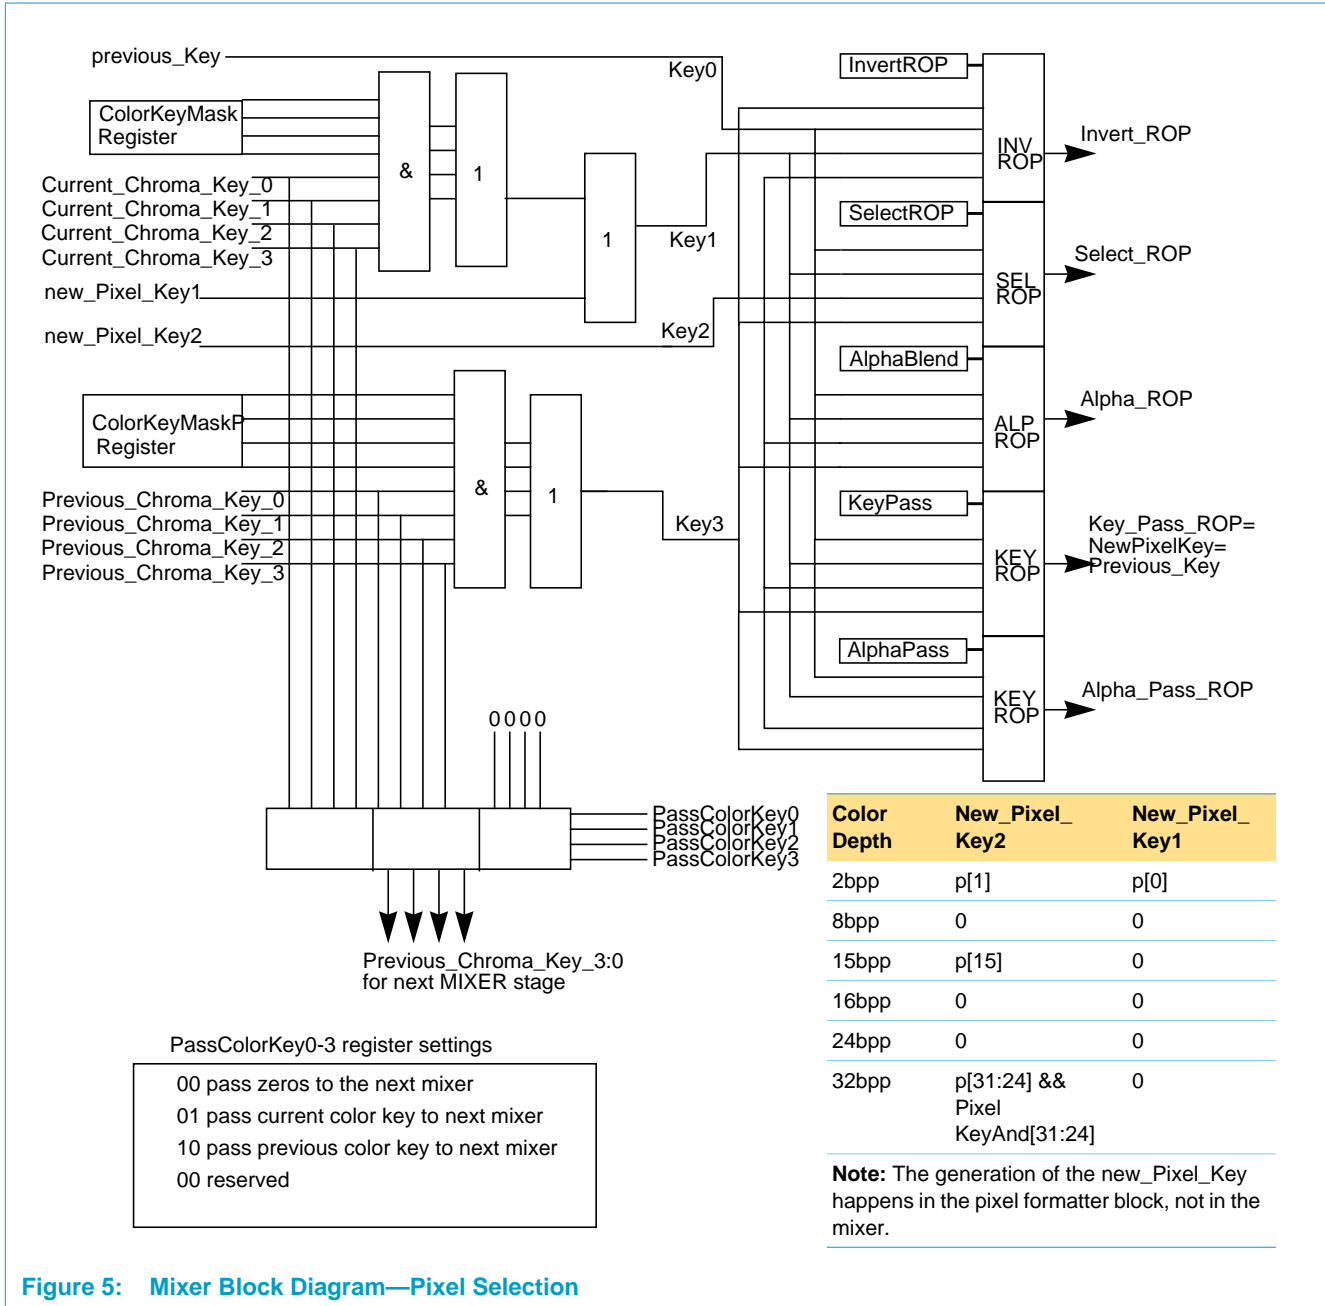 previous_Key
Key0
InvertROP
ColorKeyMask
Register
INV
ROP
Invert_ROP
&
1
Current_Chroma_Key_0
Current_Chroma_Key_1
Current_Chroma_Key_2
Current_Chroma_Key_3
SelectROP
1
Key1
SEL
ROP
Select_ROP
new_Pixel_Key1
new_Pixel_Key2
Key2
AlphaBlend
ColorKeyMaskP
Register
ALP
ROP
Alpha_ROP
&
1
Previous_Chroma_Key_0
Previous_Chroma_Key_1
Previous_Chroma_Key_2
Previous_Chroma_Key_3
Key3
KeyPass
KEY
ROP
Key_Pass_ROP=
NewPixelKey=
Previous_Key
AlphaPass
KEY
ROP
Alpha_Pass_ROP
0 0 0 0
PassColorKey0
PassColorKey1
PassColorKey2
PassColorKey3
Previous_Chroma_Key_3:0
for next MIXER stage
PassColorKey0-3 register settings
00 pass zeros to the next mixer
01 pass current color key to next mixer
10 pass previous color key to next mixer
00 reserved
Color Depth New_Pixel_Key2 New_Pixel_Key1
2bpp p[1] p[0]
8bpp 0 0
15bpp p[15] 0
16bpp 0 0
24bpp 0 0
32bpp p[31:24] && 0
Pixel
KeyAnd[31:24]
Note: The generation of the new_Pixel_Key
happens in the pixel formatter block, not in the
mixer.
Figure 5: Mixer Block Diagram—Pixel Selection